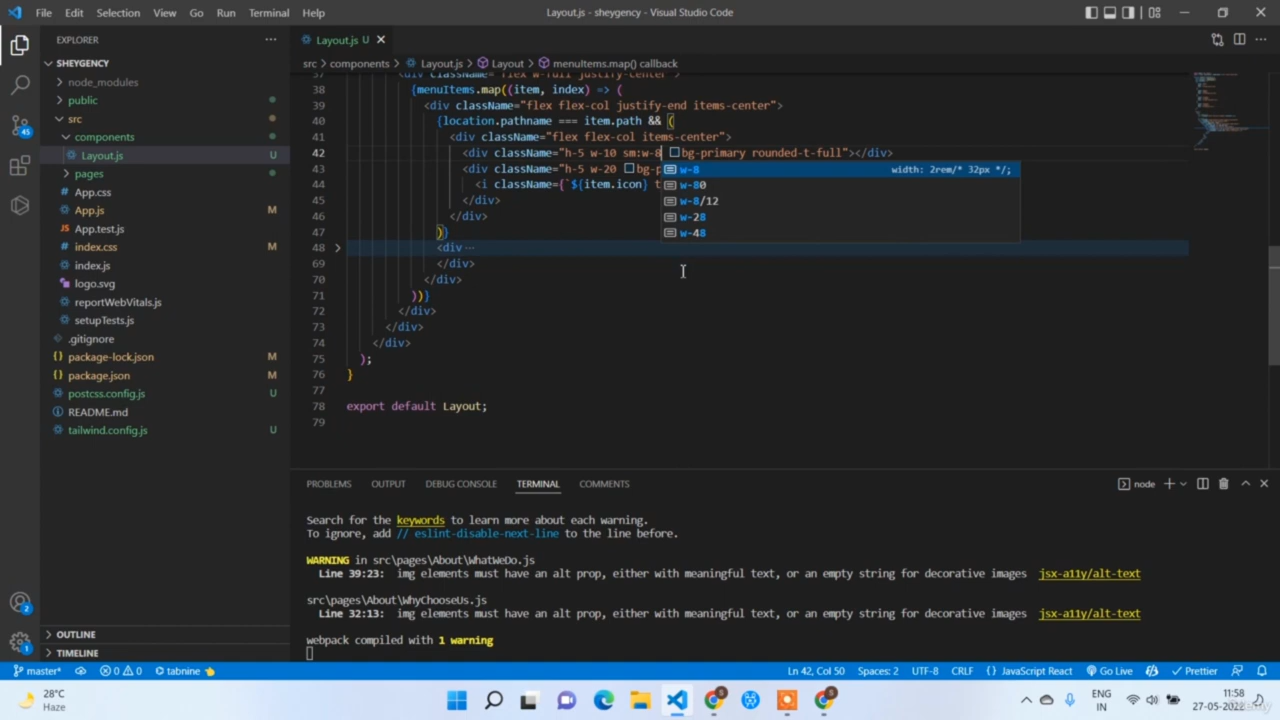 File Edit Selection View Go Run Terminal Help Layout.js - sheygency - Visual Studio Code
EXPLORER
Layout.js U
SHEYGENCY
src > components > Layout.js > Layout > menuItems.map() callback
node_modules
public
src
components
Layout.js U
pages
App.css
App.js M
App.test.js
index.css M
index.js
logo.svg
reportWebVitals.js
setupTests.js
.gitignore
package-lock.json M
package.json M
postcss.config.js U
README.md
tailwind.config.js U
OUTLINE
TIMELINE
37 <div className="flex w-full justify-center">
38 {menuItems.map((item, index) => (
39 <div className="flex flex-col justify-end items-center">
40 {location.pathname === item.path && (
41 <div className="flex flex-col items-center">
42 <div className="h-5 w-10 sm:w-8 bg-primary rounded-t-full"></div>
43 <div className="h-5 w-20 bg-p
44 <i className={`${item.icon} t
45 </div>
46 </div>
47 )}
48 <div ...
69 </div>
70 </div>
71 ))}
72 </div>
73 </div>
74 </div>
75 );
76 }
77
78 export default Layout;
79
w-8 width: 2rem/* 32px */;
w-80
w-8/12
w-28
w-48
PROBLEMS OUTPUT DEBUG CONSOLE TERMINAL COMMENTS node
Search for the keywords to learn more about each warning.
To ignore, add // eslint-disable-next-line to the line before.
WARNING in src\pages\About\WhatWeDo.js
Line 39:23: img elements must have an alt prop, either with meaningful text, or an empty string for decorative images jsx-a11y/alt-text
src\pages\About\WhyChooseUs.js
Line 32:13: img elements must have an alt prop, either with meaningful text, or an empty string for decorative images jsx-a11y/alt-text
webpack compiled with 1 warning
45
2
1
master* 0 0 tabnine Ln 42, Col 50 Spaces: 2 UTF-8 CRLF JavaScript React Go Live Prettier
28°C
Haze
ENG
IN
11:58
27-05-2022